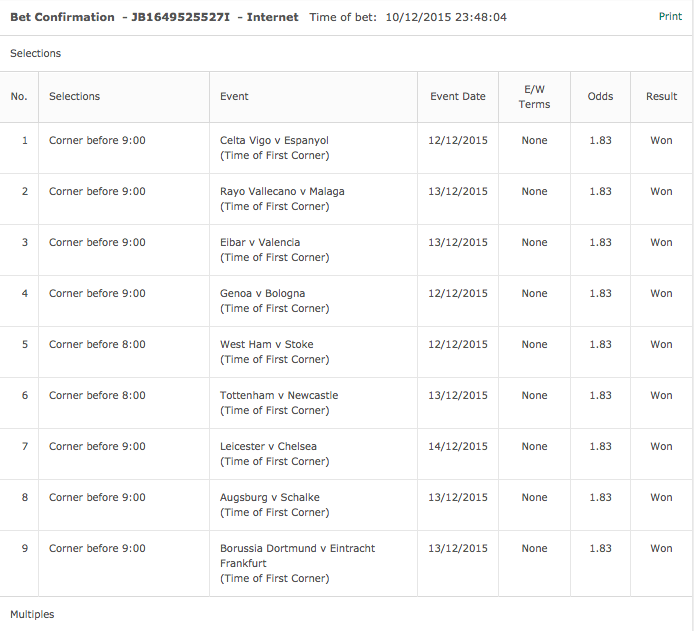 Bet Confirmation - JB1649525527I - Internet Time of bet: 10/12/2015 23:48:04 Print
Selections
No. Selections Event Event Date E/W Terms Odds Result
1 Corner before 9:00 Celta Vigo v Espanyol 12/12/2015 None 1.83 Won
(Time of First Corner)
2 Corner before 9:00 Rayo Vallecano v Malaga 13/12/2015 None 1.83 Won
(Time of First Corner)
3 Corner before 9:00 Eibar v Valencia 13/12/2015 None 1.83 Won
(Time of First Corner)
4 Corner before 9:00 Genoa v Bologna 12/12/2015 None 1.83 Won
(Time of First Corner)
5 Corner before 8:00 West Ham v Stoke 12/12/2015 None 1.83 Won
(Time of First Corner)
6 Corner before 8:00 Tottenham v Newcastle 13/12/2015 None 1.83 Won
(Time of First Corner)
7 Corner before 9:00 Leicester v Chelsea 14/12/2015 None 1.83 Won
(Time of First Corner)
8 Corner before 9:00 Augsburg v Schalke 13/12/2015 None 1.83 Won
(Time of First Corner)
9 Corner before 9:00 Borussia Dortmund v Eintracht 13/12/2015 None 1.83 Won
Frankfurt
(Time of First Corner)
Multiples